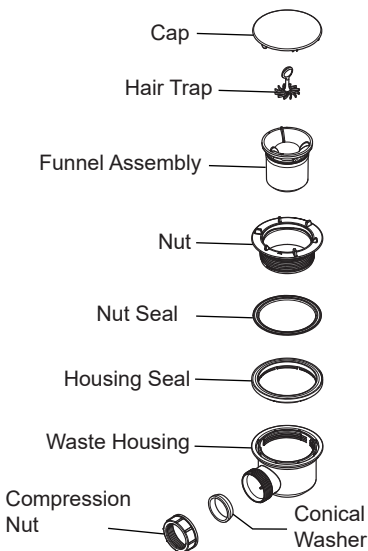 Cap
Hair Trap
Funnel Assembly
Nut
Nut Seal
Housing Seal
Waste Housing
Compression
Nut
Conical
Washer